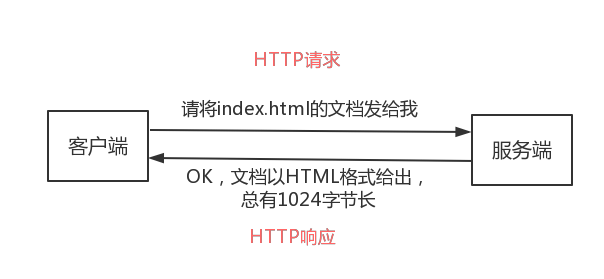 HTTP请求
请将index.html的文档发给我
客户端
服务端
OK，文档以HTML格式给出，
总有1024字节长
HTTP响应